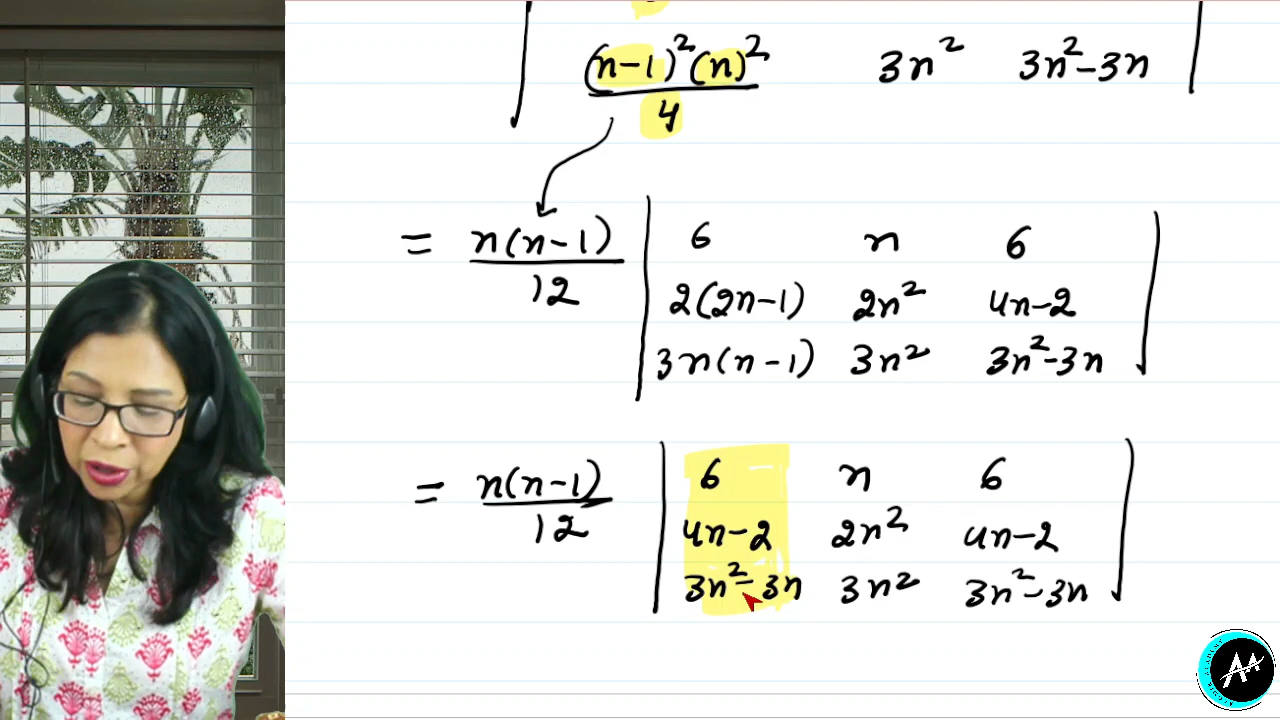 (n-1)²(n)² / 4   3n²   3n²-3n
= n(n-1) / 12 | 6   n   6 |
2(2n-1)   2n²   4n-2
3n(n-1)   3n²   3n²-3n
= n(n-1) / 12 | 6   n   6 |
4n-2   2n²   4n-2
3n²-3n   3n²   3n²-3n